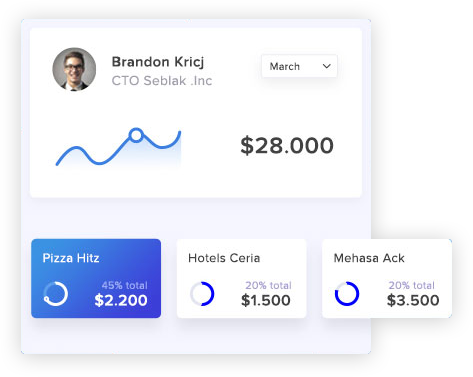 Brandon Kricj
CTO Seblak .Inc
March
$28.000
Pizza Hitz
45% total
$2.200
Hotels Ceria
20% total
$1.500
Mehasa Ack
20% total
$3.500